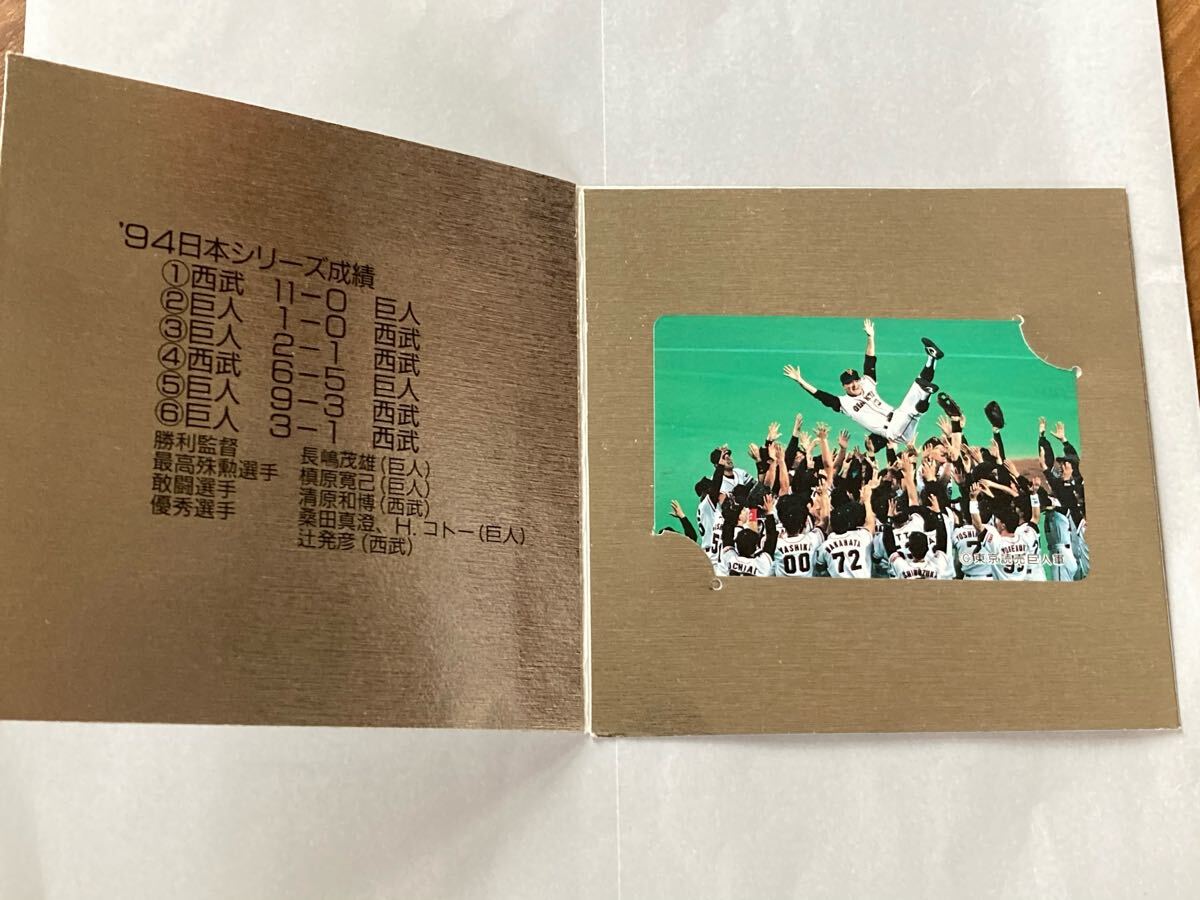 '94日本シリーズ成績
①西武 11−0 巨人
②巨人 1−0 西武
③巨人 2−1 西武
④西武 6−5 巨人
⑤巨人 9−3 西武
⑥巨人 3−1 西武
勝利監督 長嶋茂雄(巨人)
最高殊勲選手 槙原寛己(巨人)
敢闘選手 清原和博(西武)
優秀選手 桑田真澄、H.コトー(巨人)
辻発彦(西武)
OCHIAI
00
72
©東京読売巨人軍